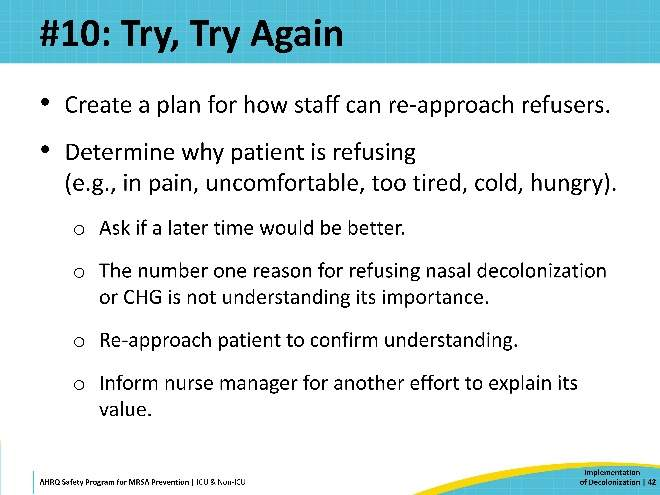 #10: Try, Try Again
• Create a plan for how staff can re-approach refusers.
• Determine why patient is refusing
(e.g., in pain, uncomfortable, too tired, cold, hungry).
o Ask if a later time would be better.
o The number one reason for refusing nasal decolonization
or CHG is not understanding its importance.
o Re-approach patient to confirm understanding.
o Inform nurse manager for another effort to explain its
value.
AHRQ Safety Program for MRSA Prevention | ICU & Non-ICU
Implementation
of Decolonization | 42